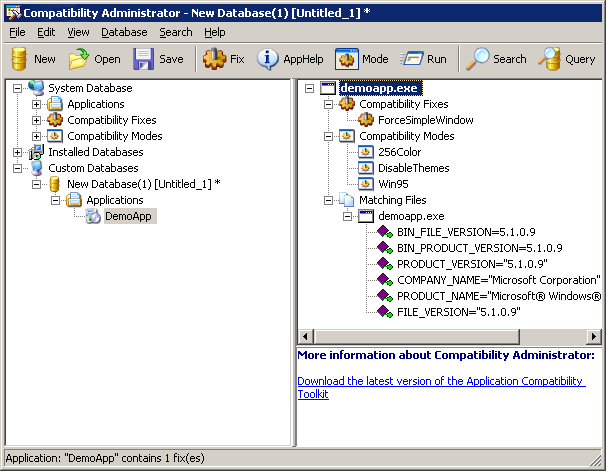 Compatibility Administrator - New Database(1) [Untitled_1] *
File Edit View Database Search Help
New Open Save Fix AppHelp Mode Run Search Query
System Database
Applications
Compatibility Fixes
Compatibility Modes
Installed Databases
Custom Databases
New Database(1) [Untitled_1] *
Applications
DemoApp
demoapp.exe
Compatibility Fixes
ForceSimpleWindow
Compatibility Modes
256Color
DisableThemes
Win95
Matching Files
demoapp.exe
BIN_FILE_VERSION=5.1.0.9
BIN_PRODUCT_VERSION=5.1.0.9
PRODUCT_VERSION="5.1.0.9"
COMPANY_NAME="Microsoft Corporation"
PRODUCT_NAME="Microsoft® Windows®
FILE_VERSION="5.1.0.9"
More information about Compatibility Administrator:
Download the latest version of the Application Compatibility
Toolkit
Application: "DemoApp" contains 1 fix(es)